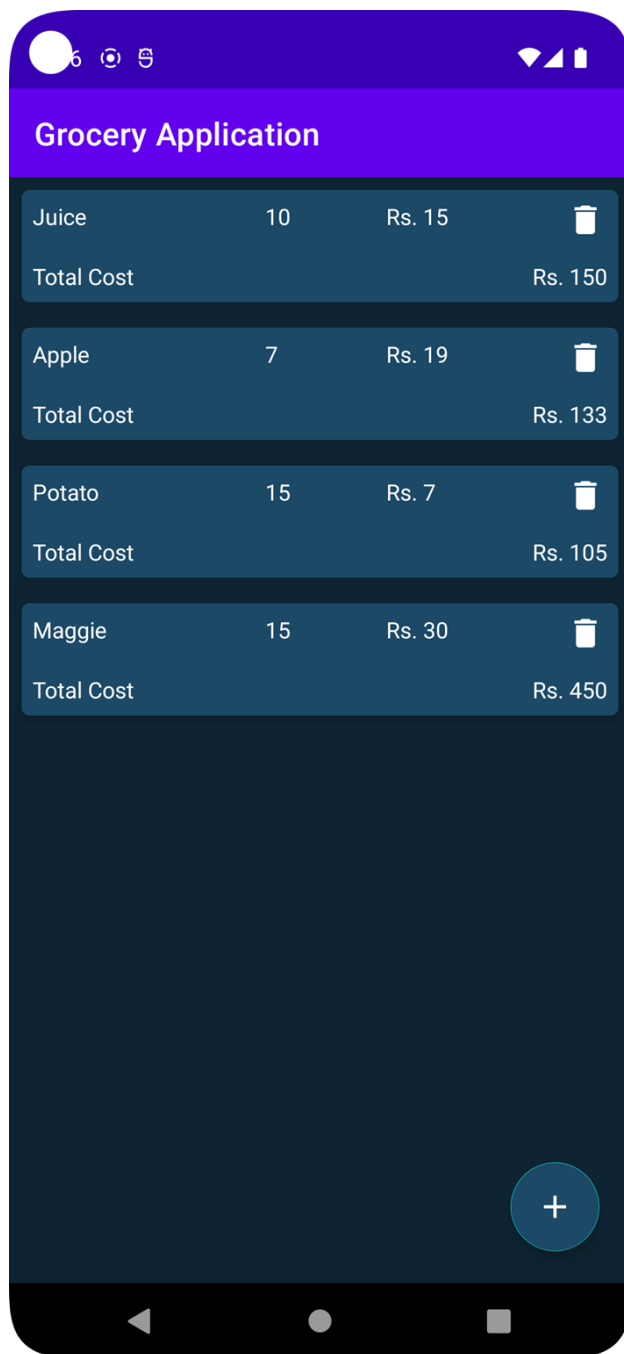 Grocery Application
Juice 10 Rs. 15
Total Cost Rs. 150
Apple 7 Rs. 19
Total Cost Rs. 133
Potato 15 Rs. 7
Total Cost Rs. 105
Maggie 15 Rs. 30
Total Cost Rs. 450